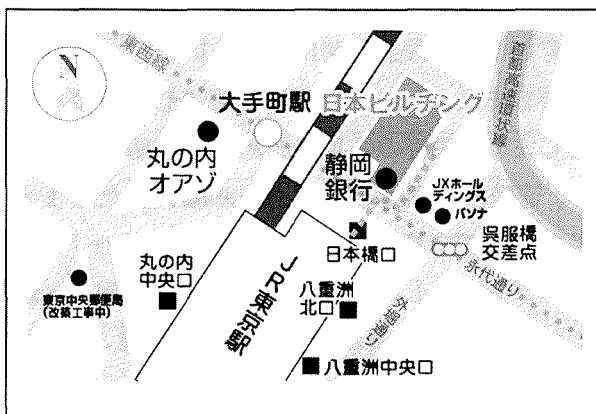 N
東西線
大手町駅
日本ビルヂング
首都高速環状線
丸の内
オアゾ
静岡
銀行
JXホール
ディングス
パソナ
呉服橋
交差点
日本橋口
永代通り
丸の内
中央口
東京中央郵便局
(改築工事中)
JR東京駅
八重洲
北口
外堀通り
八重洲中央口